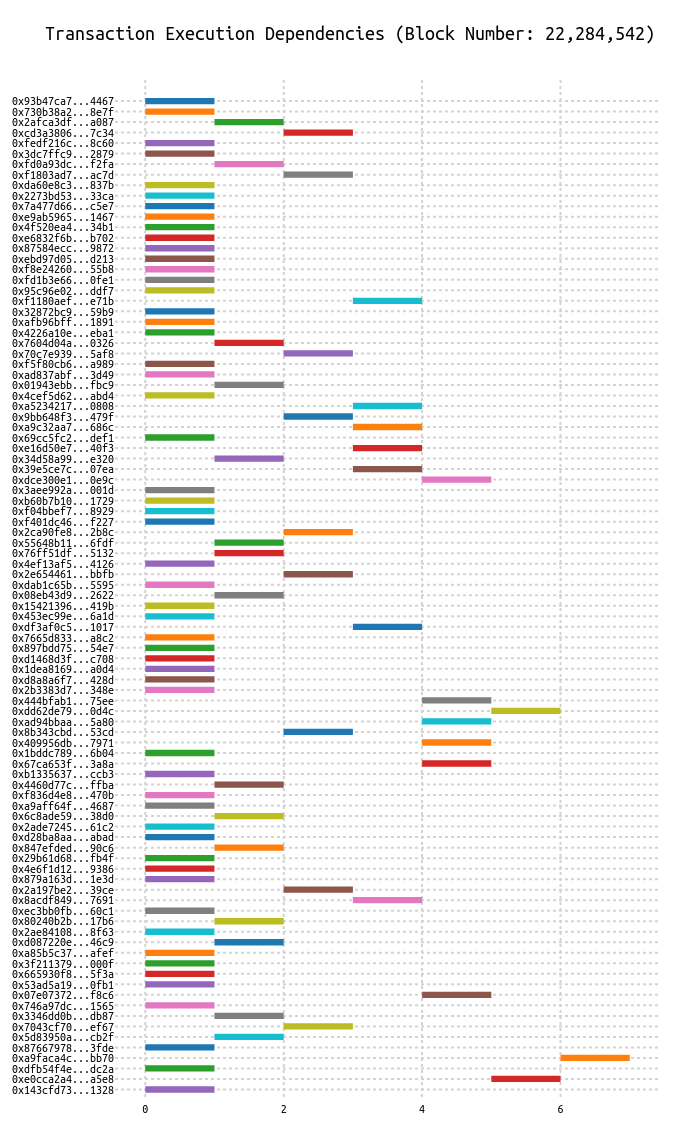 Transaction Execution Dependencies (Block Number: 22,284,542)
0x93b47ca7...4467
0x730b38a2...8e7f
0x2afca3df...a087
0xcd3a3806...7c34
0xfedf216c...8c60
0x3dc7ffc9...2879
0xfd0a93dc...f2fa
0xf1803ad7...ac7d
0xda60e8c3...837b
0x2273bd53...33ca
0x7a477d66...c5e7
0xe9ab5965...1467
0x4f520ea4...34b1
0xe6832f6b...b702
0x87584ecc...9872
0xebd97d05...d213
0xf8e24260...55b8
0xfd1b3e66...0fe1
0x95c96e02...ddf7
0xf1180aef...e71b
0x32872bc9...59b9
0xafb96bff...1891
0x4226a10e...eba1
0x7604d04a...0326
0x70c7e939...5af8
0xf5f80cb6...a989
0xad837abf...3d49
0x01943ebb...fbc9
0x4cef5d62...abd4
0xa5234217...0808
0x9bb648f3...479f
0xa9c32aa7...686c
0x69cc5fc2...def1
0xe16d50e7...40f3
0x34d58a99...e320
0x39e5ce7c...07ea
0xdce300e1...0e9c
0x3aee992a...001d
0xb60b7b10...1729
0xf04bbef7...8929
0xf401dc46...f227
0x2ca90fe8...2b8c
0x55648b11...6fdf
0x76ff51df...5132
0x4ef13af5...4126
0x2e654461...bbfb
0xdab1c65b...5595
0x08eb43d9...2622
0x15421396...419b
0x453ec99e...6a1d
0xdf3af0c5...1017
0x7665d833...a8c2
0x897bdd75...54e7
0xd1468d3f...c708
0x1dea8169...a0d4
0xd8a8a6f7...428d
0x2b3383d7...348e
0x444bfab1...75ee
0xdd62de79...0d4c
0xad94bbaa...5a80
0x8b343cbd...53cd
0x409956db...7971
0x1bddc789...6b04
0x67ca653f...3a8a
0xb1335637...ccb3
0x4460d77c...ffba
0xf836d4e8...470b
0xa9aff64f...4687
0x6c8ade59...38d0
0x2ade7245...61c2
0xd28ba8aa...abad
0x847efded...90c6
0x29b61d68...fb4f
0x4e6f1d12...9386
0x879a163d...1e3d
0x2a197be2...39ce
0x8acdf849...7691
0xec3bb0fb...60c1
0x80240b2b...17b6
0x2ae84108...8f63
0xd087220e...46c9
0xa85b5c37...afef
0x3f211379...000f
0x665930f8...5f3a
0x53ad5a19...0fb1
0x07e07372...f8c6
0x746a97dc...1565
0x3346dd0b...db87
0x7043cf70...ef67
0x5d83950a...cb2f
0x87667978...3fde
0xa9faca4c...bb70
0xdfb54f4e...dc2a
0xe0cca2a4...a5e8
0x143cfd73...1328
0 2 4 6